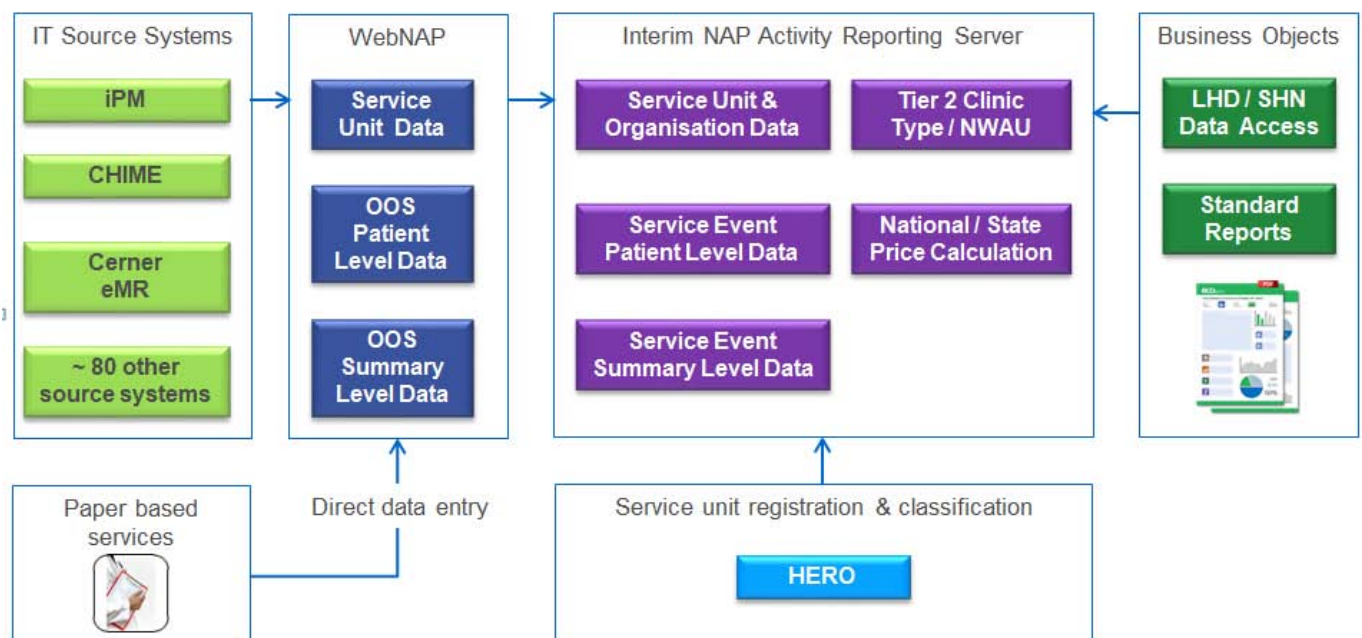 IT Source Systems
iPM
CHIME
Cerner
eMR
~ 80 other
source systems
WebNAP
Service
Unit Data
OOS
Patient
Level Data
OOS
Summary
Level Data
Interim NAP Activity Reporting Server
Service Unit &
Organisation Data
Tier 2 Clinic
Type / NWAU
Service Event
Patient Level Data
National / State
Price Calculation
Service Event
Summary Level Data
Business Objects
LHD / SHN
Data Access
Standard
Reports
PDF
Paper based
services
Direct data entry
Service unit registration & classification
HERO